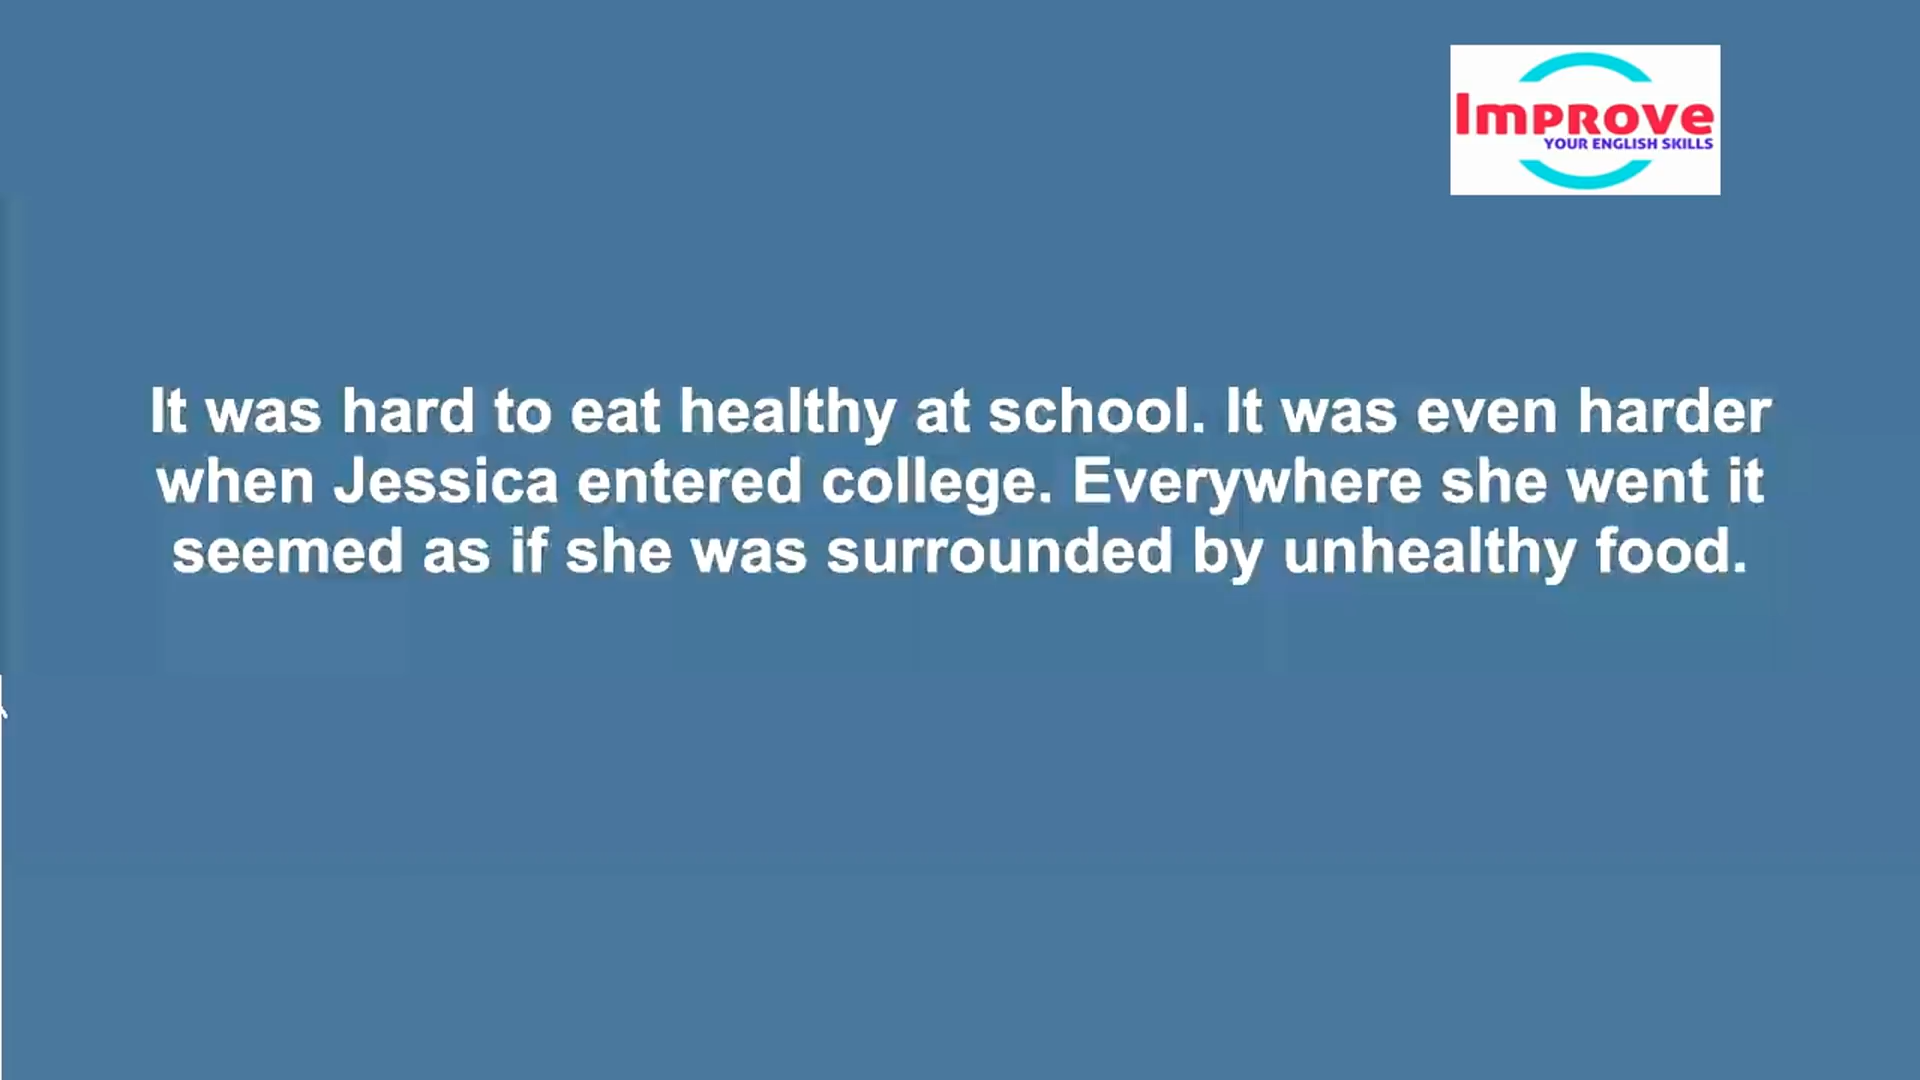 Improve
YOUR ENGLISH SKILLS
It was hard to eat healthy at school. It was even harder
when Jessica entered college. Everywhere she went it
seemed as if she was surrounded by unhealthy food.